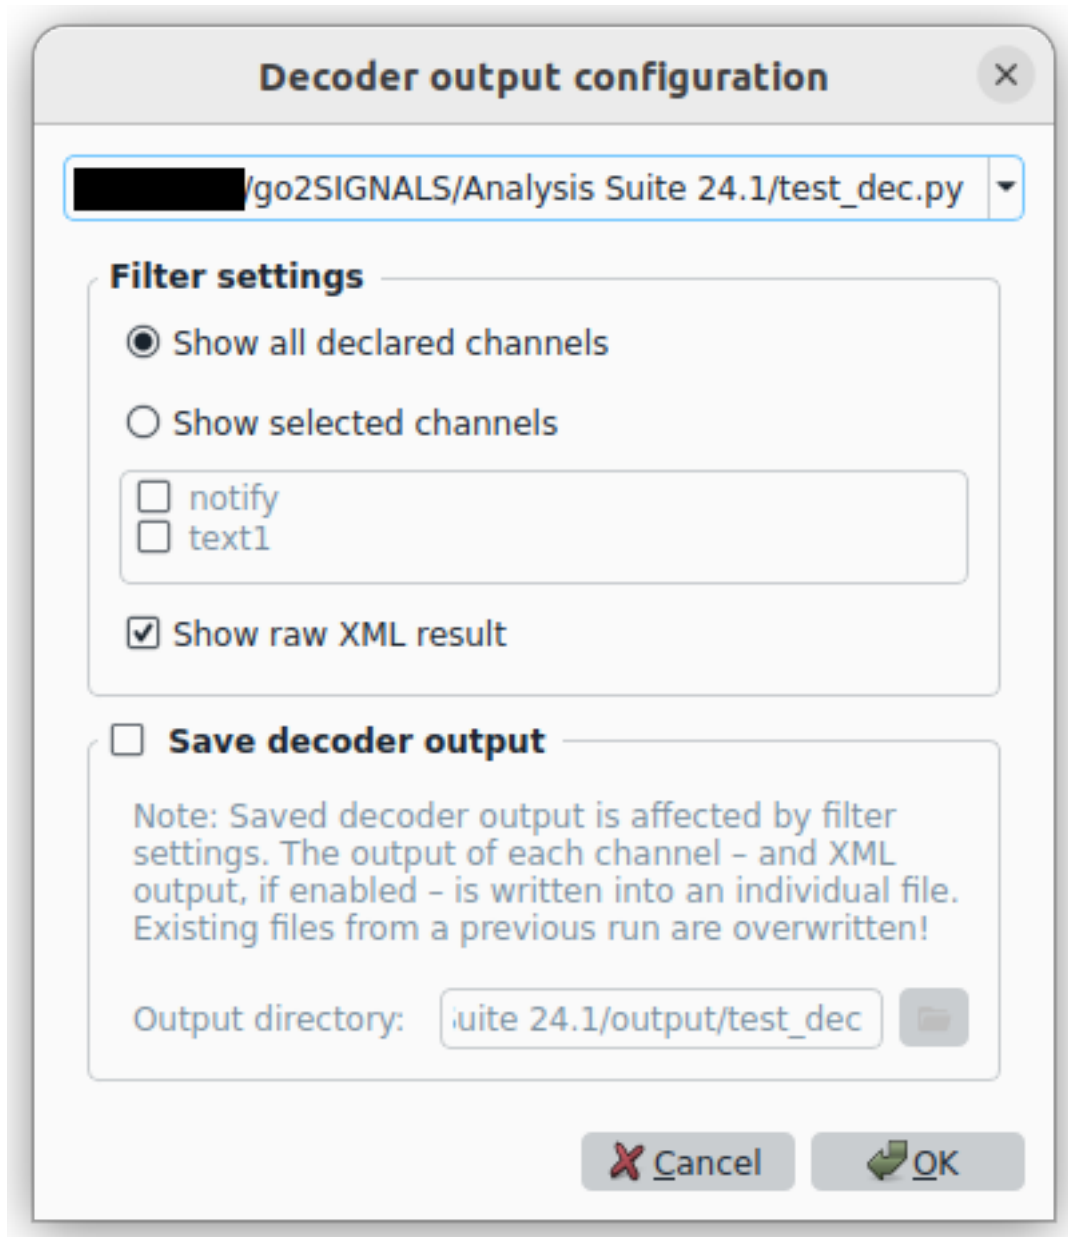 Decoder output configuration
/go2SIGNALS/Analysis Suite 24.1/test_dec.py
Filter settings
Show all declared channels
Show selected channels
notify
text1
Show raw XML result
Save decoder output
Note: Saved decoder output is affected by filter
settings. The output of each channel – and XML
output, if enabled – is written into an individual file.
Existing files from a previous run are overwritten!
Output directory: uite 24.1/output/test_dec
Cancel OK